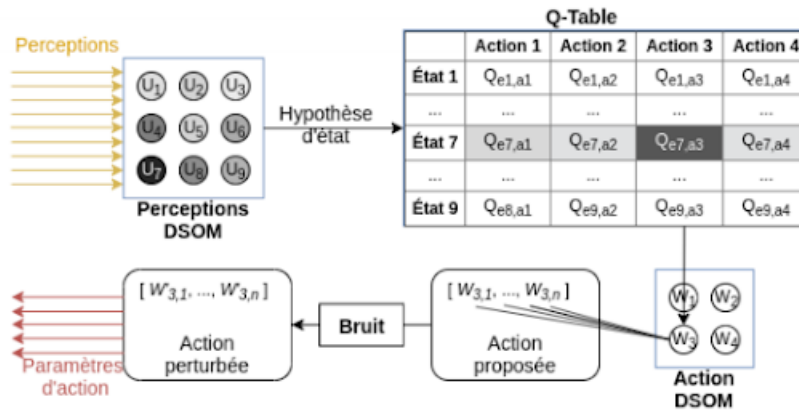 Q-Table
Perceptions
Action 1 Action 2 Action 3 Action 4
État 1 Qe1,a1 Qe1,a2 Qe1,a3 Qe1,a4
... ... ... ...
État 7 Qe7,a1 Qe7,a2 Qe7,a3 Qe7,a4
... ... ... ...
État 9 Qe8,a1 Qe9,a2 Qe9,a3 Qe9,a4
U1 U2 U3
U4 U5 U6
U7 U8 U9
Perceptions
DSOM
Hypothèse
d'état
W1 W2
W3 W4
Action
DSOM
[ W3,1, ..., W3,n ]
Action
proposée
Bruit
[ W'3,1, ..., W'3,n ]
Action
perturbée
Paramètres
d'action